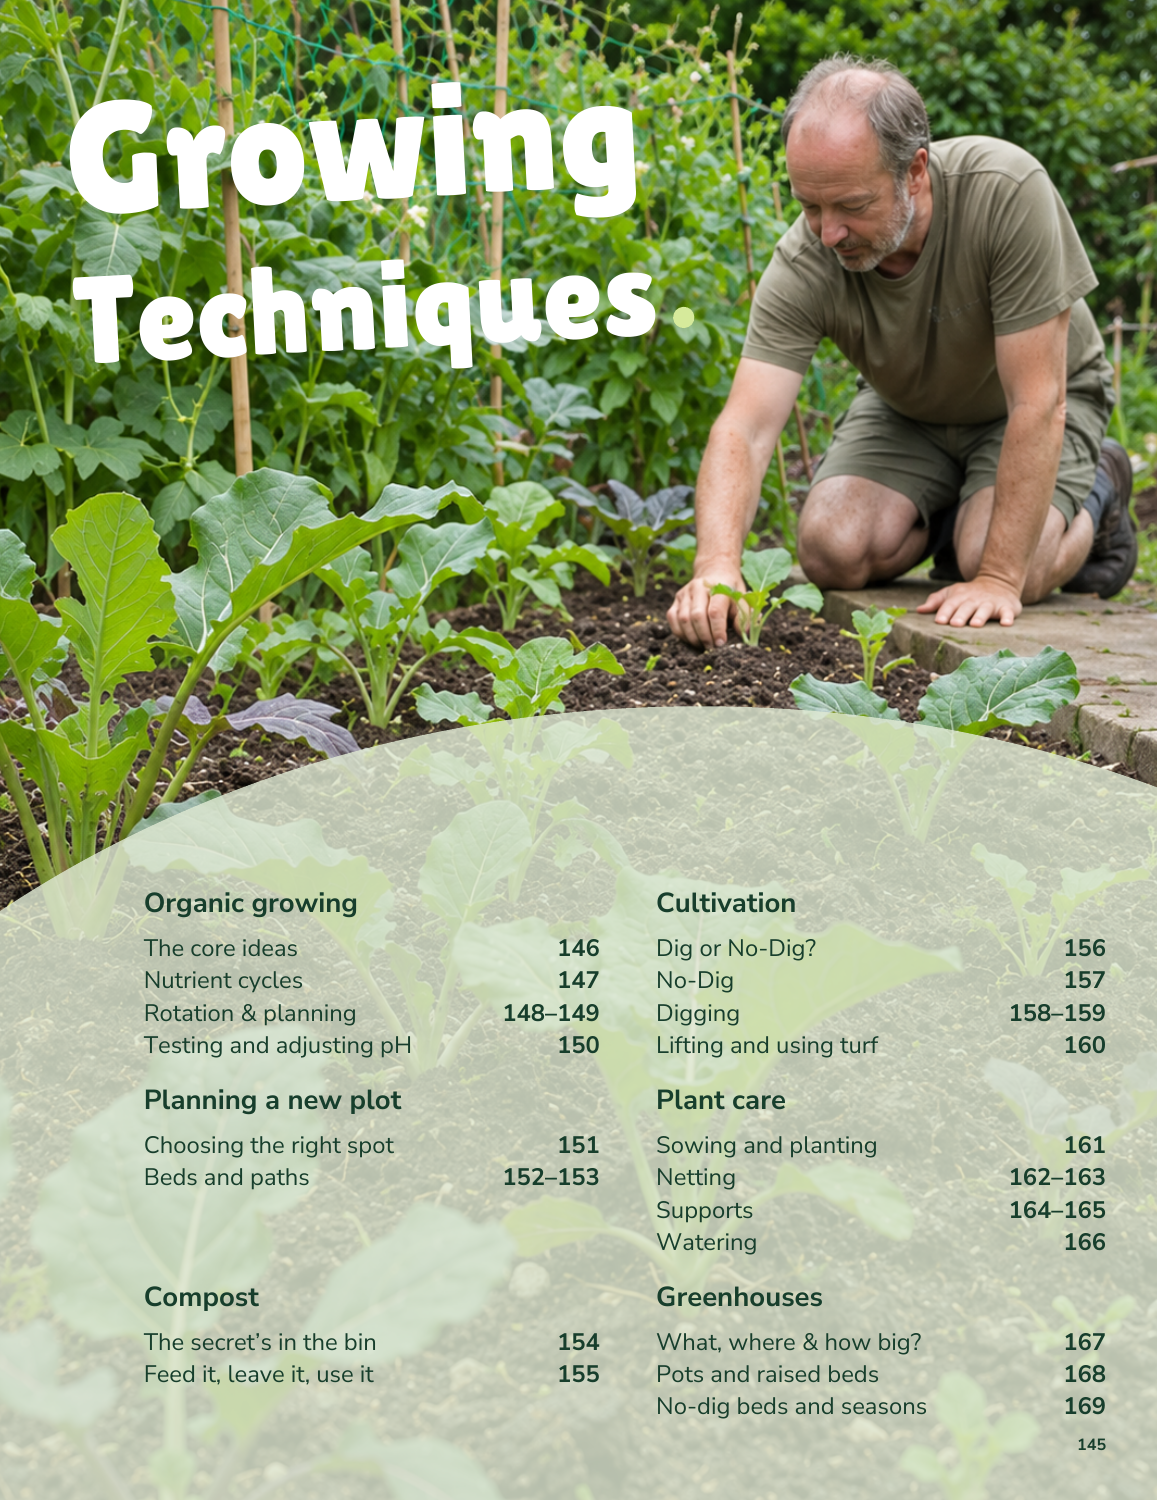 Growing
Techniques.
Organic growing
The core ideas 146
Nutrient cycles 147
Rotation & planning 148–149
Testing and adjusting pH 150
Planning a new plot
Choosing the right spot 151
Beds and paths 152–153
Compost
The secret’s in the bin 154
Feed it, leave it, use it 155
Cultivation
Dig or No-Dig? 156
No-Dig 157
Digging 158–159
Lifting and using turf 160
Plant care
Sowing and planting 161
Netting 162–163
Supports 164–165
Watering 166
Greenhouses
What, where & how big? 167
Pots and raised beds 168
No-dig beds and seasons 169
145